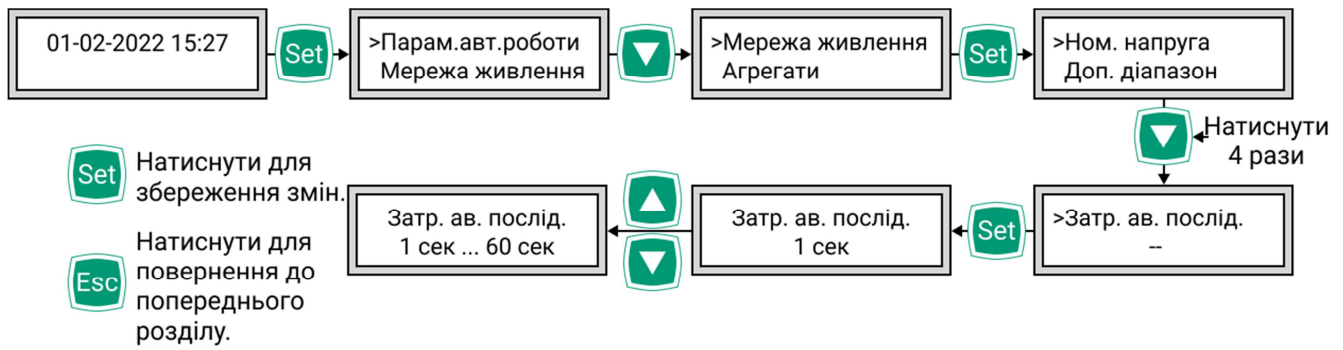 01-02-2022 15:27
Set
>Парам.авт.роботи
Мережа живлення
>Мережа живлення
Агрегати
Set
>Ном. напруга
Доп. діапазон
Натиснути
4 рази
Set
Натиснути для
збереження змін.
Затр. ав. послід.
1 сек ... 60 сек
Затр. ав. послід.
1 сек
Set
>Затр. ав. послід.
--
Esc
Натиснути для
повернення до
попереднього
розділу.